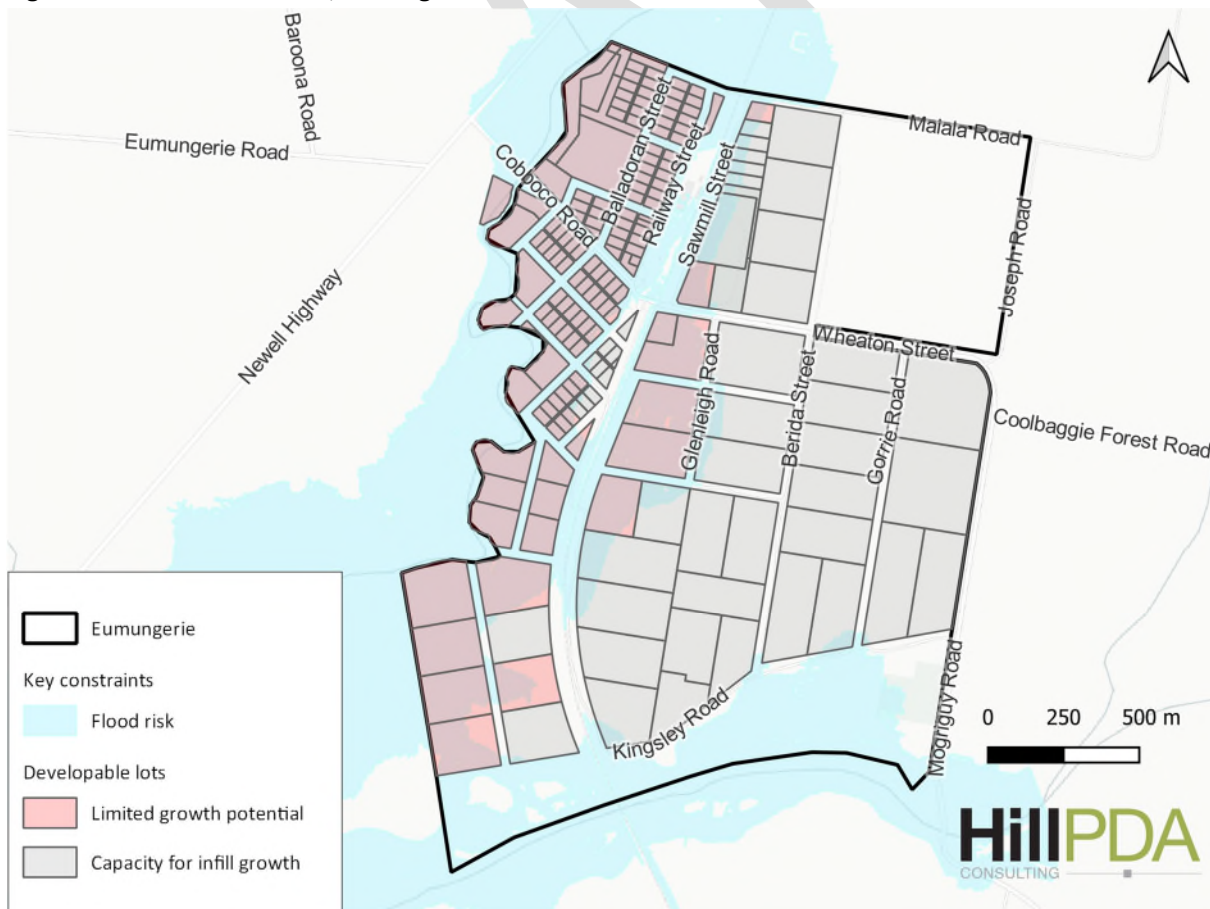 Baroona Road
Eumungerie Road
Newell Highway
Cobboco Road
Balladoran Street
Railway Street
Sawmill Street
Malala Road
Joseph Road
Wheaton Street
Glenleigh Road
Berida Street
Gorrie Road
Coolbaggie Forest Road
Kingsley Road
Mogriguy Road
Eumungerie
Key constraints
Flood risk
Developable lots
Limited growth potential
Capacity for infill growth
0 250 500 m
HillPDA
CONSULTING